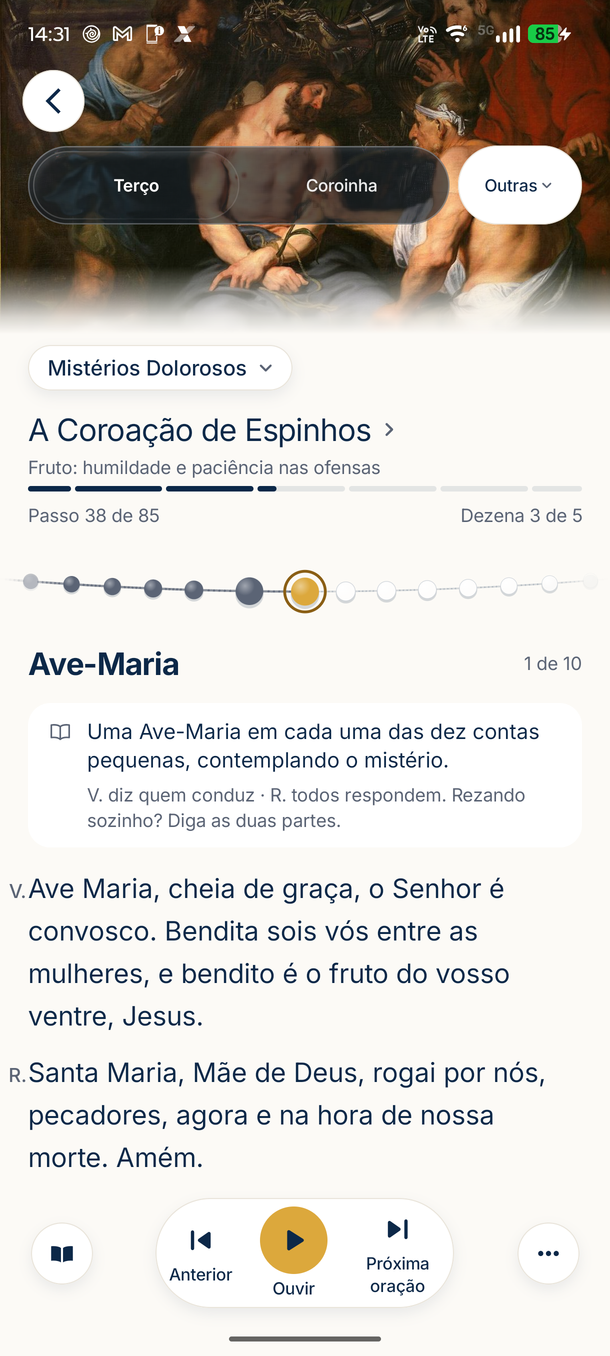 14:31
Vo
LTE
6
5G
85
Terço
Coroinha
Outras
Mistérios Dolorosos
A Coroação de Espinhos
Fruto: humildade e paciência nas ofensas
Passo 38 de 85
Dezena 3 de 5
Ave-Maria
1 de 10
Uma Ave-Maria em cada uma das dez contas
pequenas, contemplando o mistério.
V. diz quem conduz · R. todos respondem. Rezando
sozinho? Diga as duas partes.
V. Ave Maria, cheia de graça, o Senhor é
convosco. Bendita sois vós entre as
mulheres, e bendito é o fruto do vosso
ventre, Jesus.
R. Santa Maria, Mãe de Deus, rogai por nós,
pecadores, agora e na hora de nossa
morte. Amém.
Anterior
Ouvir
Próxima
oração